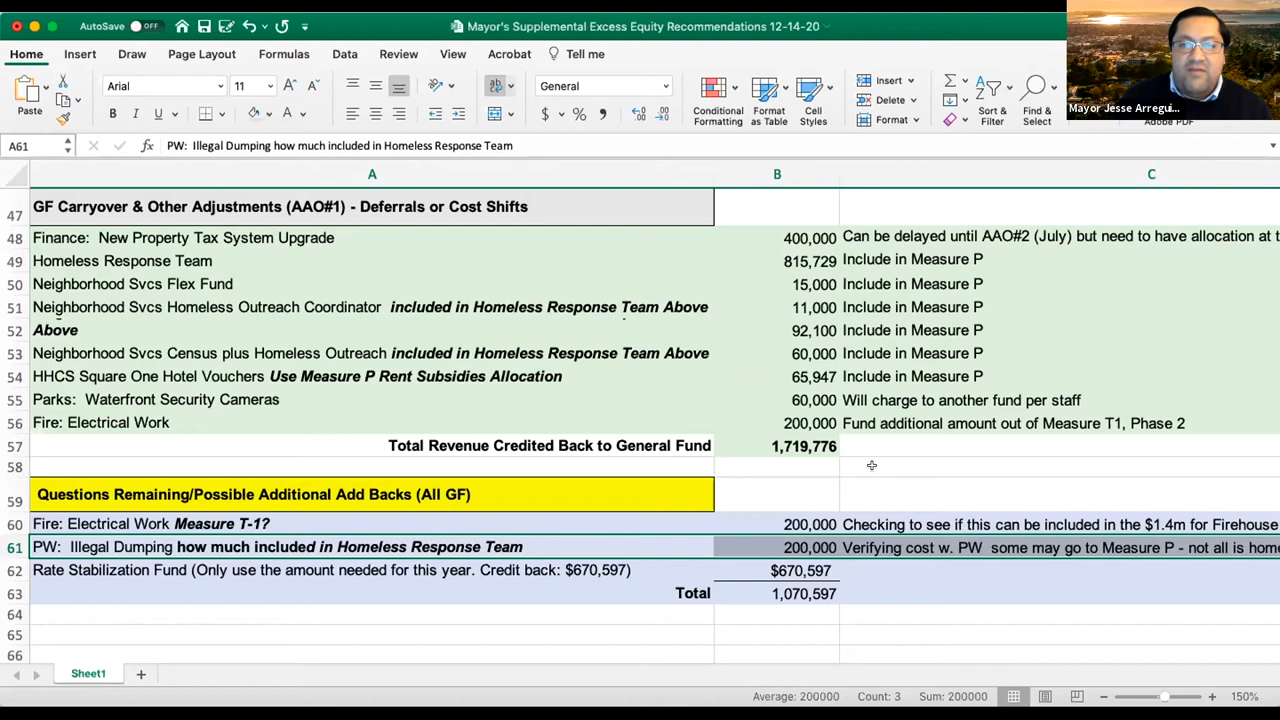 AutoSave OFF
Mayor's Supplemental Excess Equity Recommendations 12-14-20
Home Insert Draw Page Layout Formulas Data Review View Acrobat Tell me
Mayor Jesse Arregui...
Paste
Arial 11
B I U
General
$ % ,
Conditional Formatting
Format as Table
Cell Styles
Insert
Delete
Format
Sort & Filter
Find & Select
A61 fx PW: Illegal Dumping how much included in Homeless Response Team
A B C
47 GF Carryover & Other Adjustments (AAO#1) - Deferrals or Cost Shifts
48 Finance: New Property Tax System Upgrade 400,000 Can be delayed until AAO#2 (July) but need to have allocation at t
49 Homeless Response Team 815,729 Include in Measure P
50 Neighborhood Svcs Flex Fund 15,000 Include in Measure P
51 Neighborhood Svcs Homeless Outreach Coordinator included in Homeless Response Team Above 11,000 Include in Measure P
52 Above 92,100 Include in Measure P
53 Neighborhood Svcs Census plus Homeless Outreach included in Homeless Response Team Above 60,000 Include in Measure P
54 HHCS Square One Hotel Vouchers Use Measure P Rent Subsidies Allocation 65,947 Include in Measure P
55 Parks: Waterfront Security Cameras 60,000 Will charge to another fund per staff
56 Fire: Electrical Work 200,000 Fund additional amount out of Measure T1, Phase 2
57 Total Revenue Credited Back to General Fund 1,719,776
58
59 Questions Remaining/Possible Additional Add Backs (All GF)
60 Fire: Electrical Work Measure T-1? 200,000 Checking to see if this can be included in the $1.4m for Firehouse
61 PW: Illegal Dumping how much included in Homeless Response Team 200,000 Verifying cost w. PW some may go to Measure P - not all is home
62 Rate Stabilization Fund (Only use the amount needed for this year. Credit back: $670,597) $670,597
63 Total 1,070,597
64
65
66
Sheet1
Average: 200000 Count: 3 Sum: 200000 150%